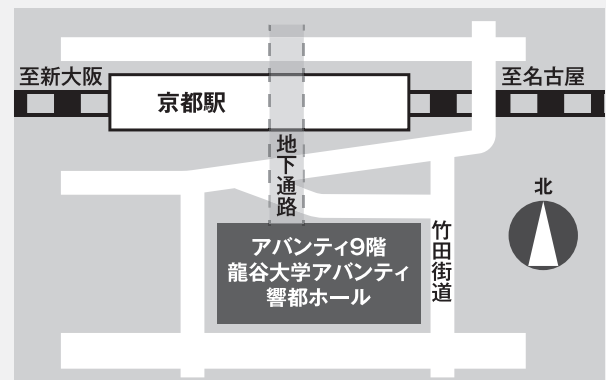 至新大阪
至名古屋
京都駅
地下通路
北
竹田街道
アバンティ9階
龍谷大学アバンティ
響都ホール